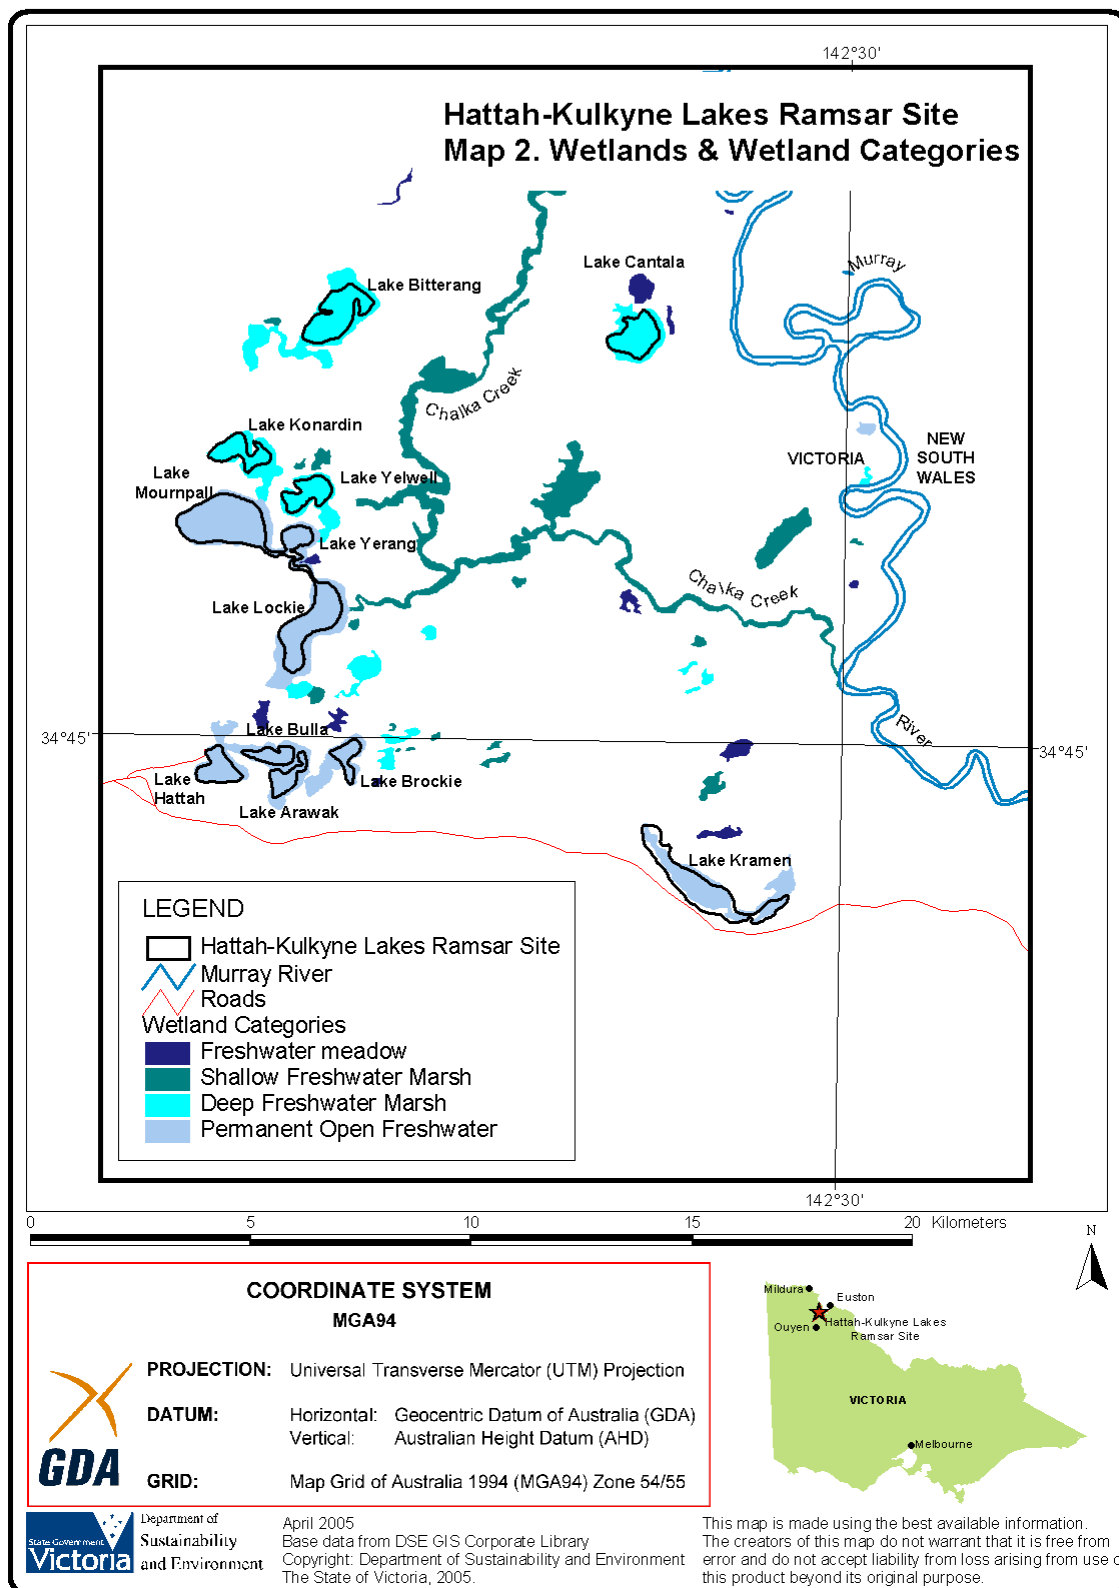 142°30'
Hattah-Kulkyne Lakes Ramsar Site
Map 2. Wetlands & Wetland Categories
Lake Cantala
Murray
Lake Bitterang
Chalka Creek
Lake Konardin
NEW
SOUTH
WALES
VICTORIA
Lake
Mournpall
Lake Yelwell
Lake Yerang
Chalka Creek
Lake Lockie
Lake Bulla
River
34°45'
34°45'
Lake
Hattah
Lake Brockie
Lake Arawak
Lake Kramen
LEGEND
Hattah-Kulkyne Lakes Ramsar Site
Murray River
Roads
Wetland Categories
Freshwater meadow
Shallow Freshwater Marsh
Deep Freshwater Marsh
Permanent Open Freshwater
142°30'
0 5 10 15 20 Kilometers
N
COORDINATE SYSTEM
MGA94
PROJECTION: Universal Transverse Mercator (UTM) Projection
DATUM: Horizontal: Geocentric Datum of Australia (GDA)
Vertical: Australian Height Datum (AHD)
GRID: Map Grid of Australia 1994 (MGA94) Zone 54/55
GDA
Mildura
Euston
Hattah-Kulkyne Lakes
Ramsar Site
Ouyen
VICTORIA
Melbourne
State Government
Victoria
Department of
Sustainability
and Environment
April 2005
Base data from DSE GIS Corporate Library
Copyright: Department of Sustainability and Environment
The State of Victoria, 2005.
This map is made using the best available information.
The creators of this map do not warrant that it is free from
error and do not accept liability from loss arising from use o
this product beyond its original purpose.